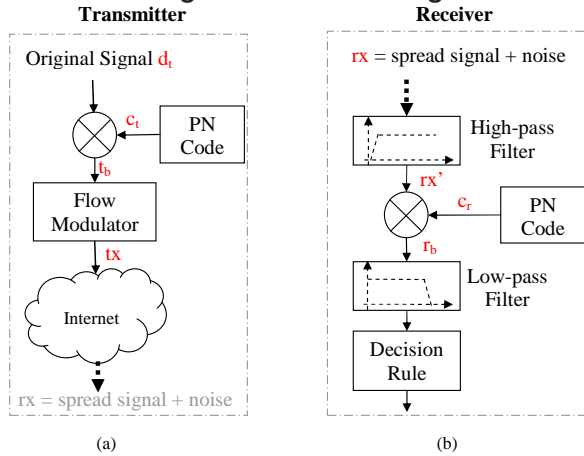 Transmitter
Original Signal dt
ct
PN
Code
tb
Flow
Modulator
tx
Internet
rx = spread signal + noise
(a)
Receiver
rx = spread signal + noise
High-pass
Filter
rx’
cr
PN
Code
rb
Low-pass
Filter
Decision
Rule
(b)